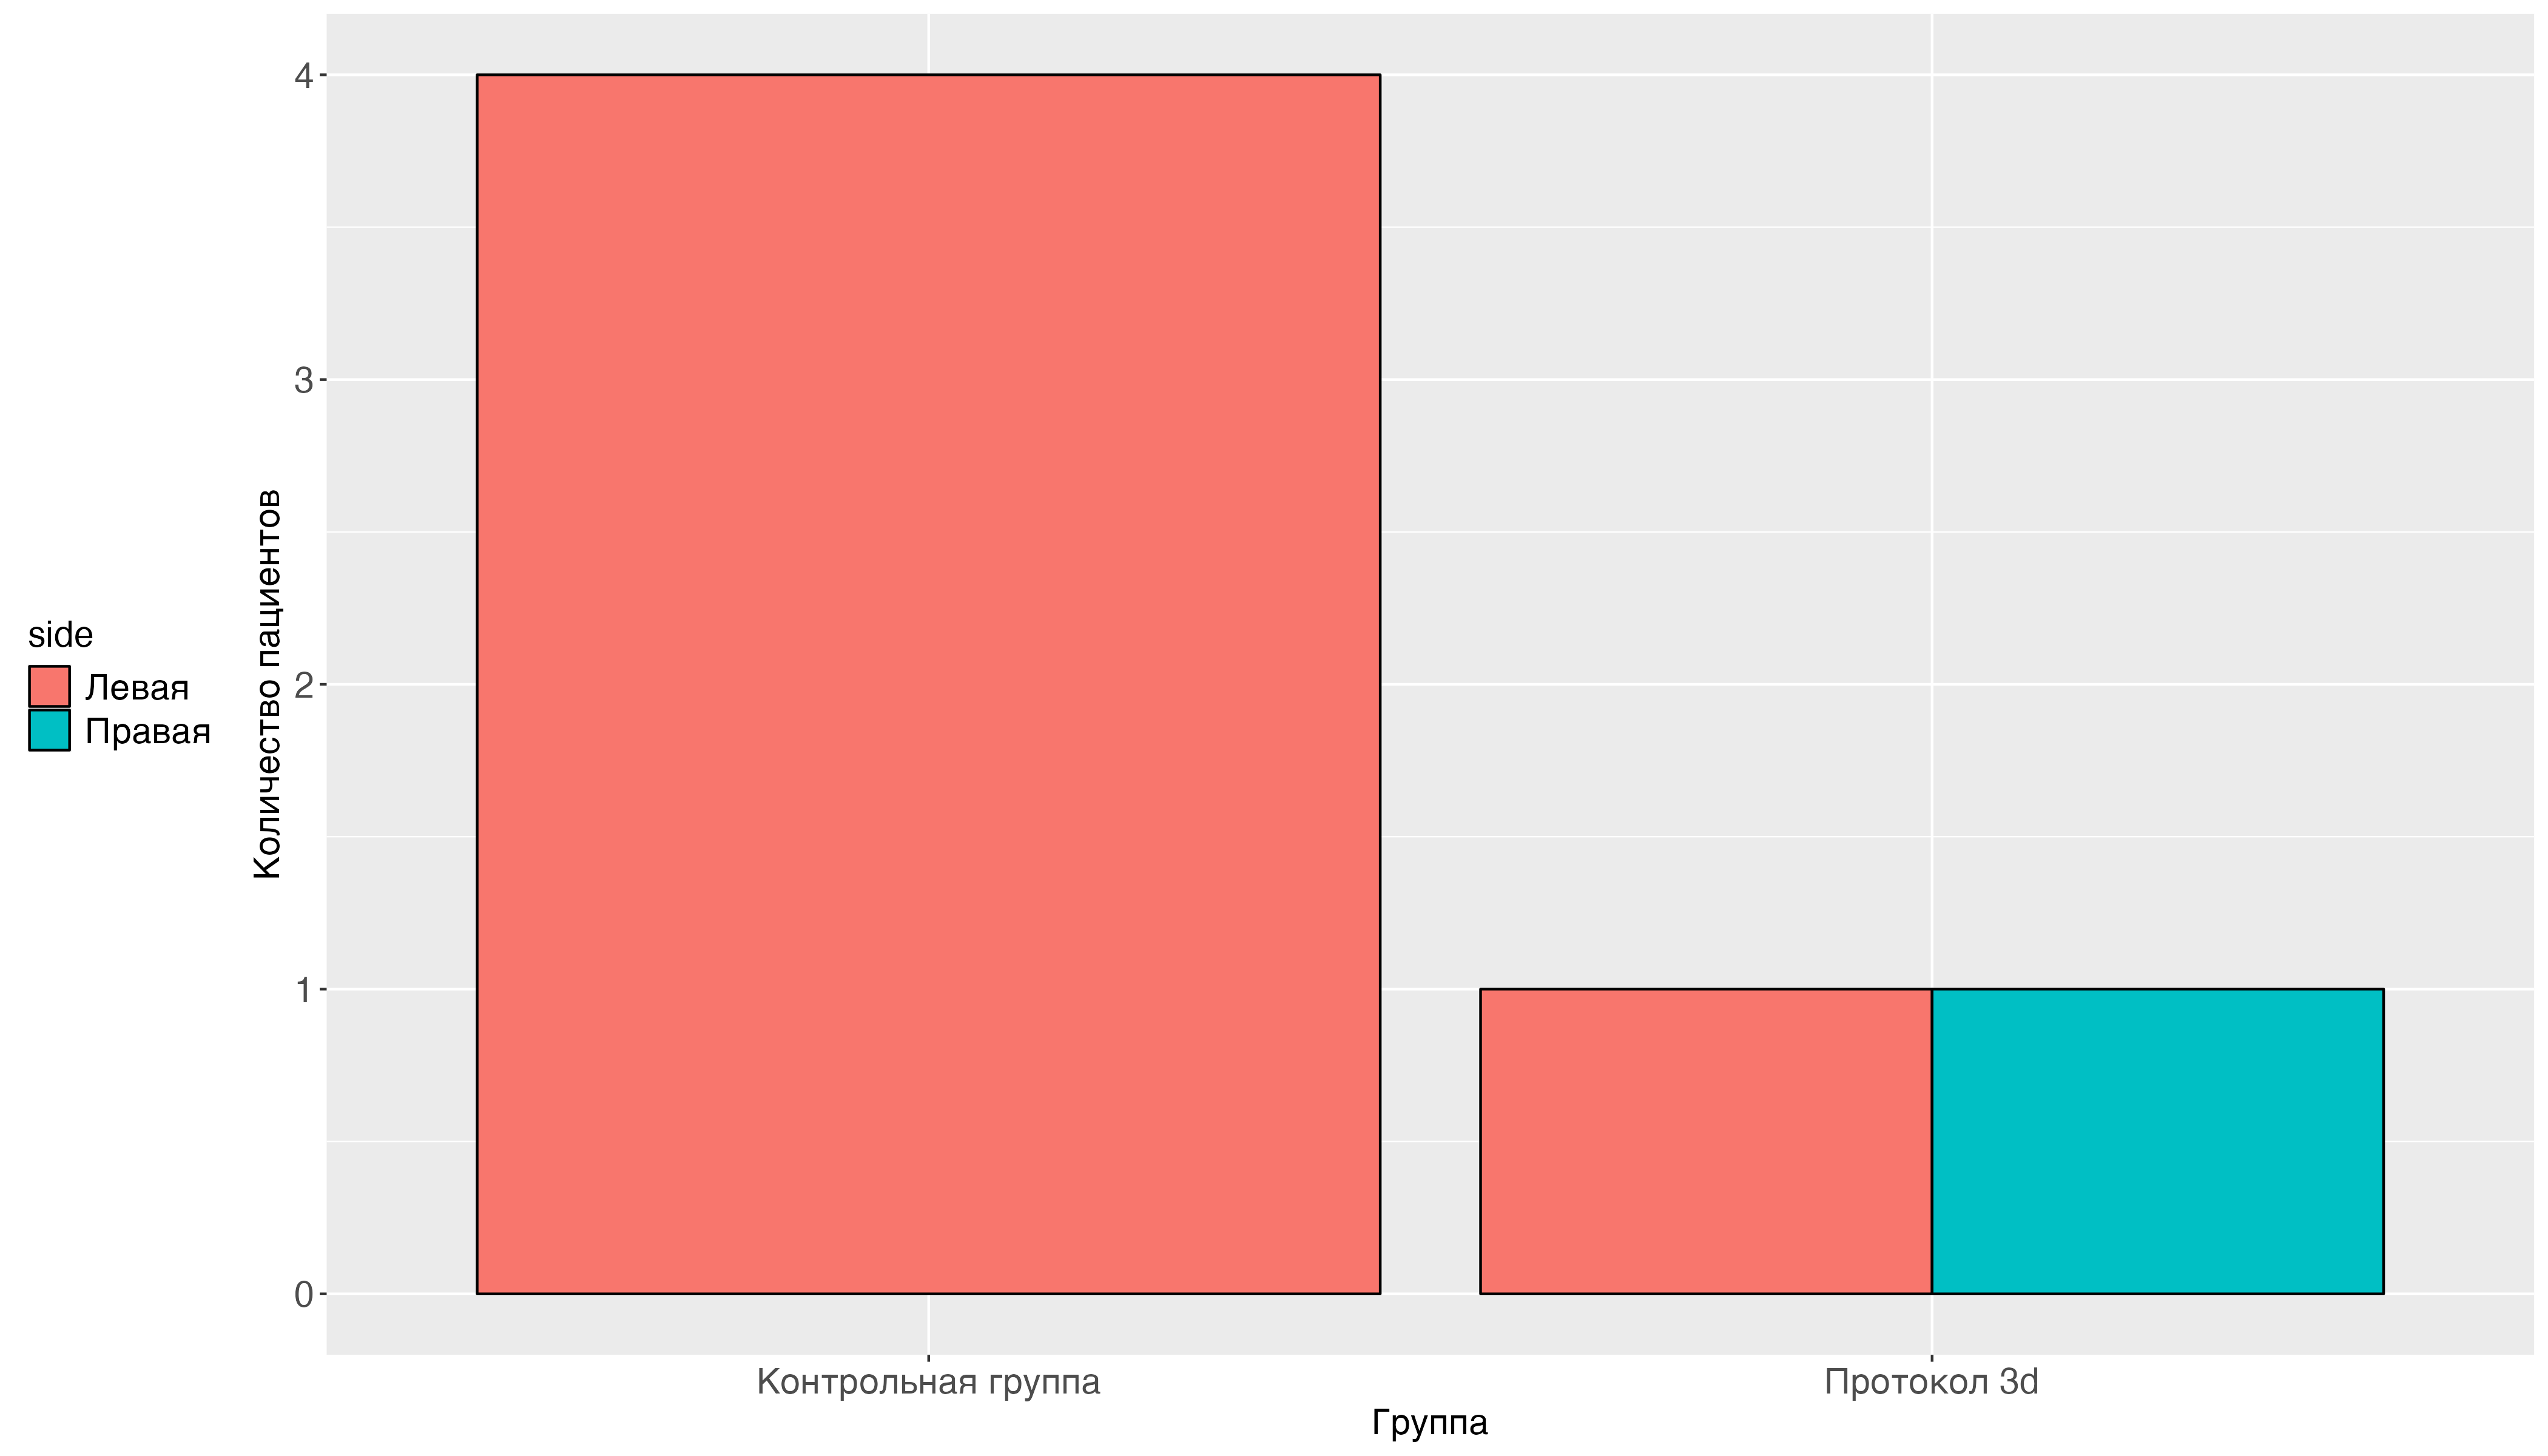 side
Левая
Правая
Количество пациентов
4
3
2
1
0
Контрольная группа
Протокол 3d
Группа